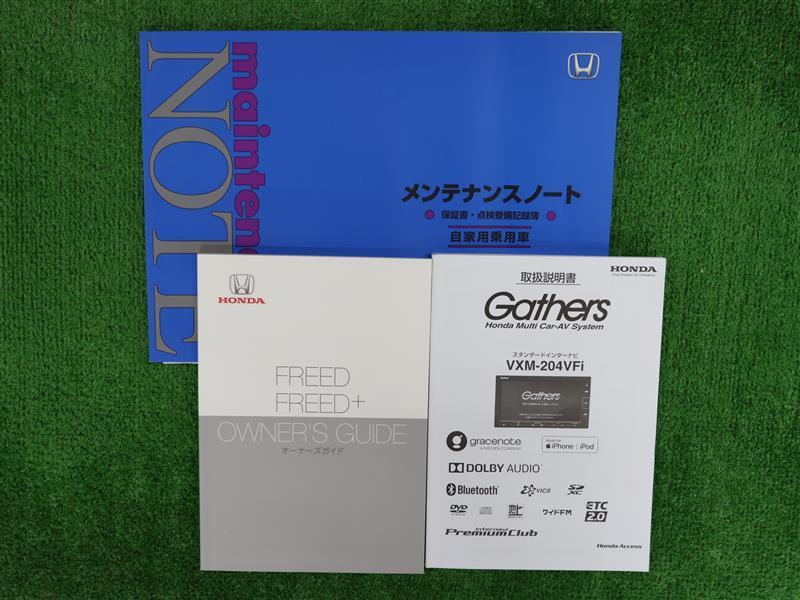 maintenance
NOTE
メンテナンスノート
保証書・点検整備記録簿
自家用乗用車
HONDA
FREED
FREED+
OWNER'S GUIDE
オーナーズガイド
取扱説明書
HONDA
The Power of Dreams
Gathers
Honda Multi Car-AV System
スタンダードインターナビ
VXM-204VFi
Gathers
gracenote
A NIELSEN COMPANY
Made for
iPhone | iPod
DOLBY AUDIO
Bluetooth
VICS
SD XC
DVD
VIDEO
ワイドFM
ETC
2.0
internavi
PremiumClub
Honda Access